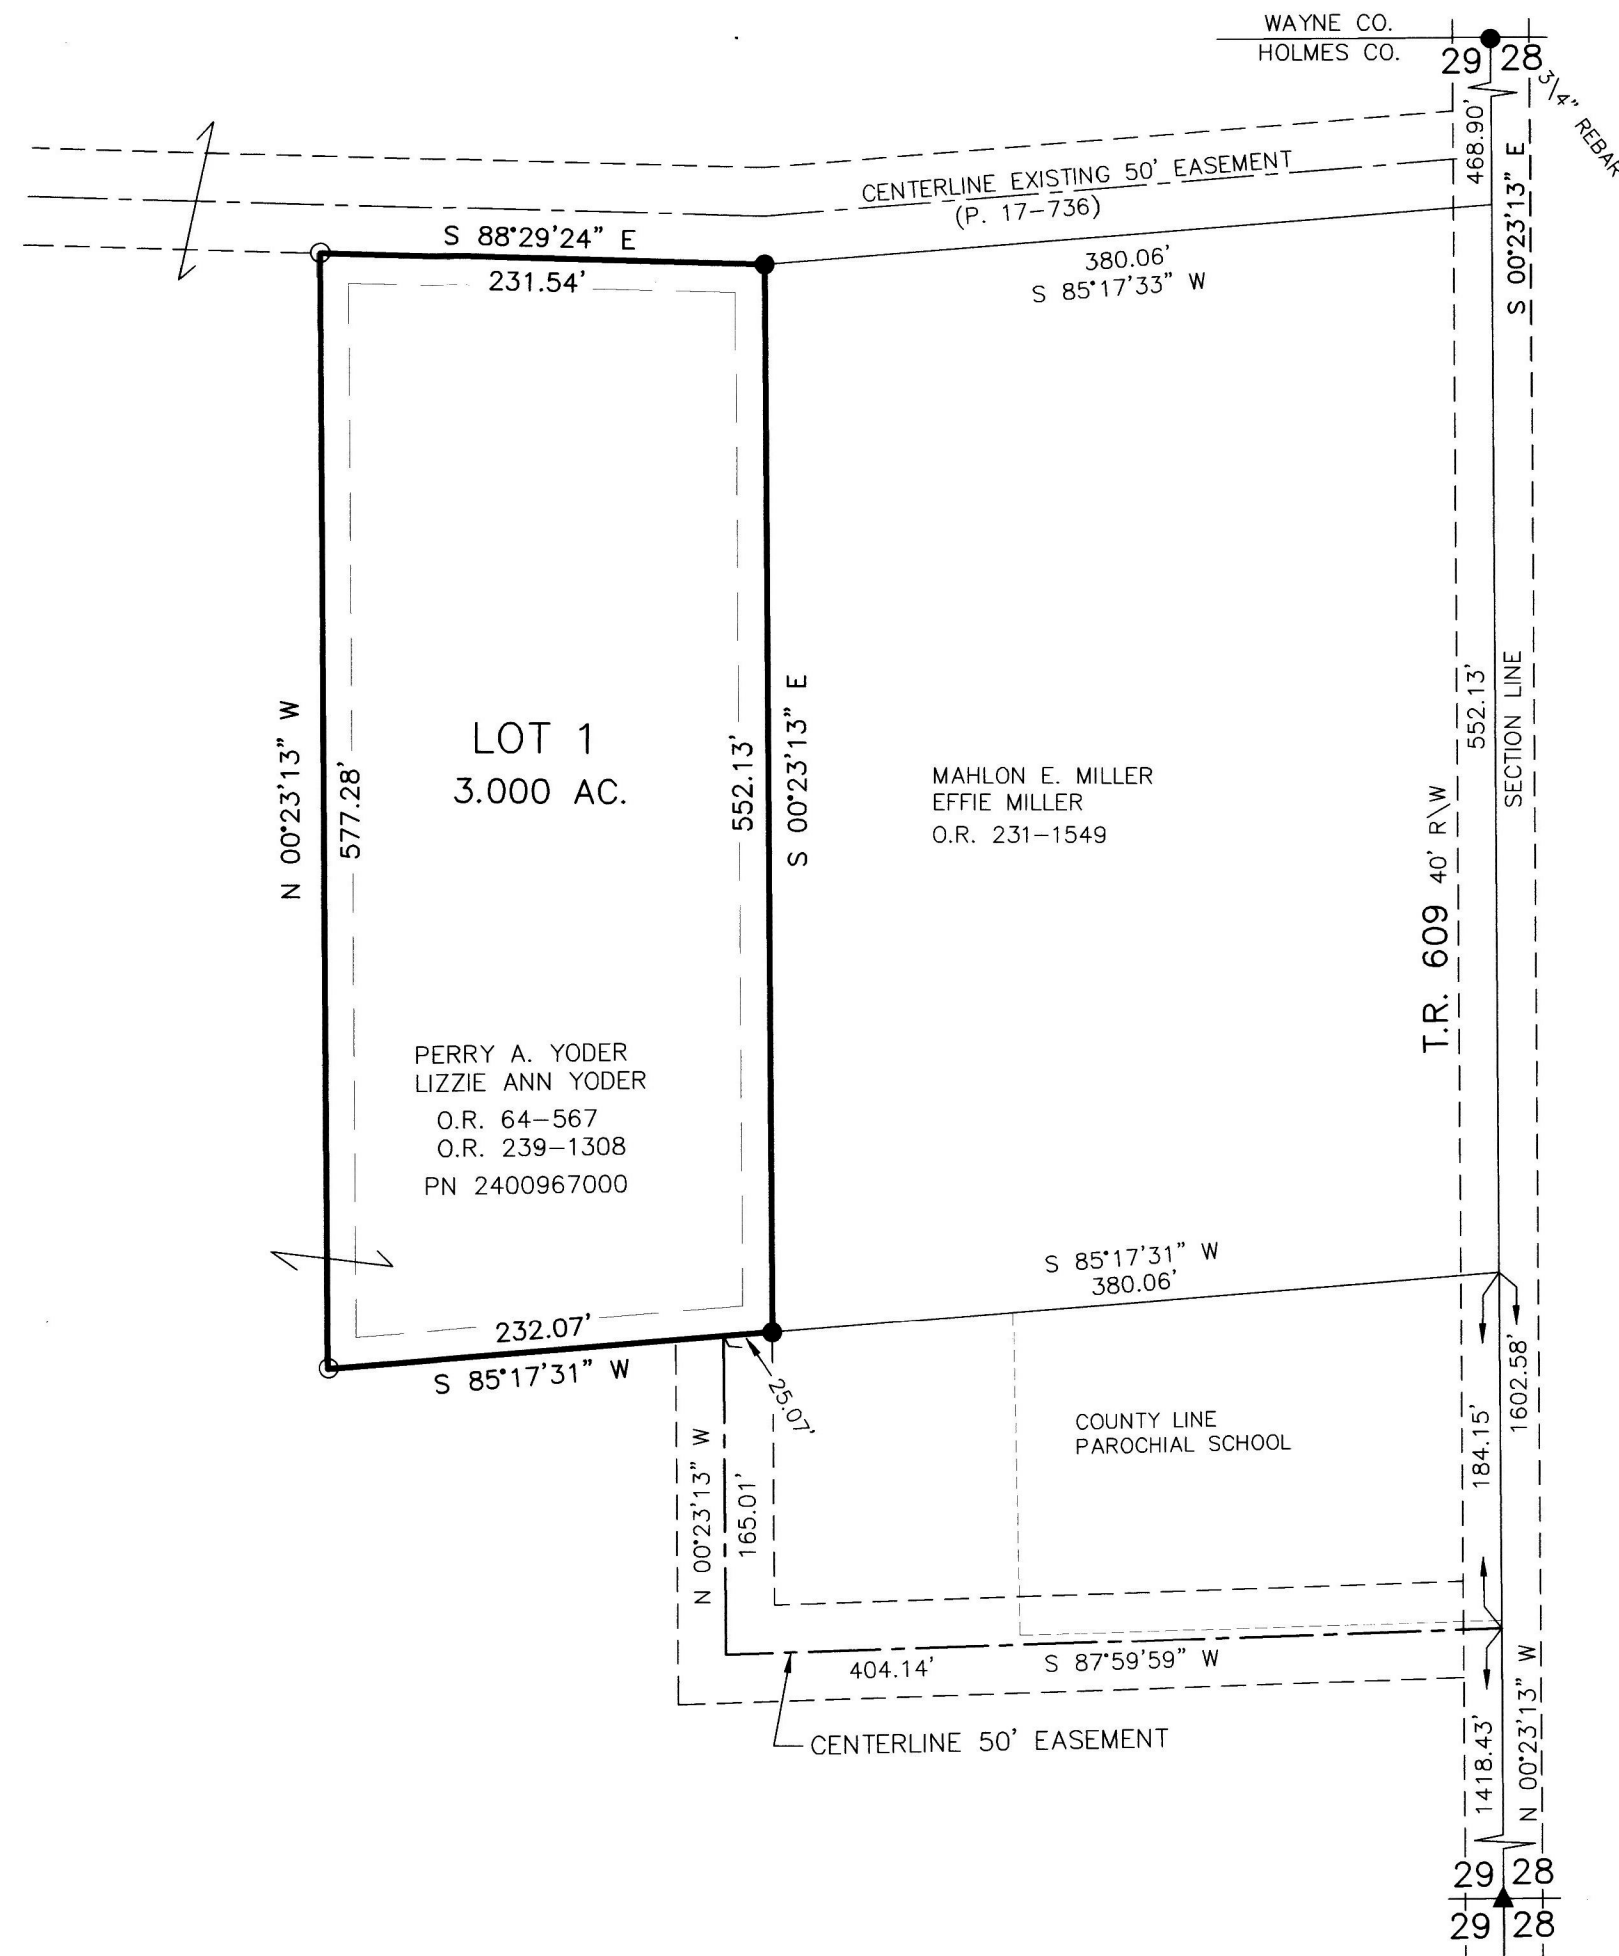 WAYNE CO.
HOLMES CO.
29 28
3/4" REBAR
468.90'
S 00°23'13" E
CENTERLINE EXISTING 50' EASEMENT
(P. 17-736)
S 88°29'24" E
231.54'
380.06'
S 85°17'33" W
N 00°23'13" W
577.28'
LOT 1
3.000 AC.
552.13'
S 00°23'13" E
MAHLON E. MILLER
EFFIE MILLER
O.R. 231-1549
552.13'
SECTION LINE
T.R. 609 40' R\W
PERRY A. YODER
LIZZIE ANN YODER
O.R. 64-567
O.R. 239-1308
PN 2400967000
S 85°17'31" W
380.06'
232.07'
S 85°17'31" W
25.07'
N 00°23'13" W
165.01'
COUNTY LINE
PAROCHIAL SCHOOL
184.15'
1602.58'
404.14'
S 87°59'59" W
CENTERLINE 50' EASEMENT
1418.43'
N 00°23'13" W
29 28
29 28